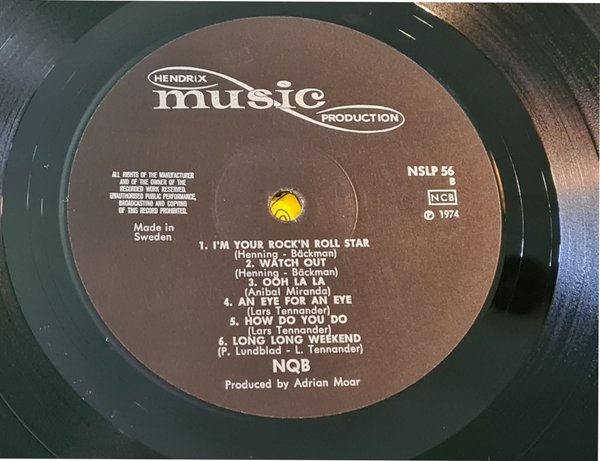 HENDRIX
music
PRODUCTION
ALL RIGHTS OF THE MANUFACTURER
AND OF THE OWNER OF THE
RECORDED WORK RESERVED.
UNAUTHORISED PUBLIC PERFORMANCE,
BROADCASTING AND COPYING
OF THIS RECORD PROHIBITED.
Made in
Sweden
NSLP 56
B
NCB
℗ 1974
1. I'M YOUR ROCK'N ROLL STAR
(Henning - Bäckman)
2. WATCH OUT
(Henning - Bäckman)
3. OOH LA LA
(Anibal Miranda)
4. AN EYE FOR AN EYE
(Lars Tennander)
5. HOW DO YOU DO
(Lars Tennander)
6. LONG LONG WEEKEND
(P. Lundblad - L. Tennander)
NQB
Produced by Adrian Moar